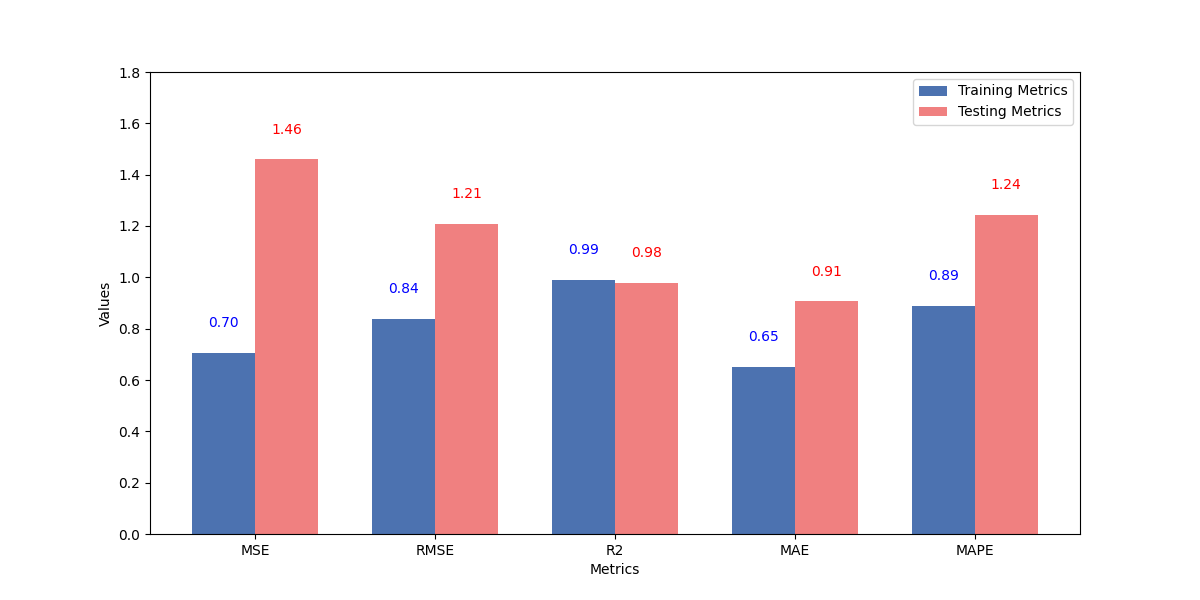 Training Metrics
Testing Metrics
1.8
1.6
1.4
1.2
1.0
0.8
0.6
0.4
0.2
0.0
Values
0.70
1.46
0.84
1.21
0.99
0.98
0.65
0.91
0.89
1.24
MSE
RMSE
R2
MAE
MAPE
Metrics